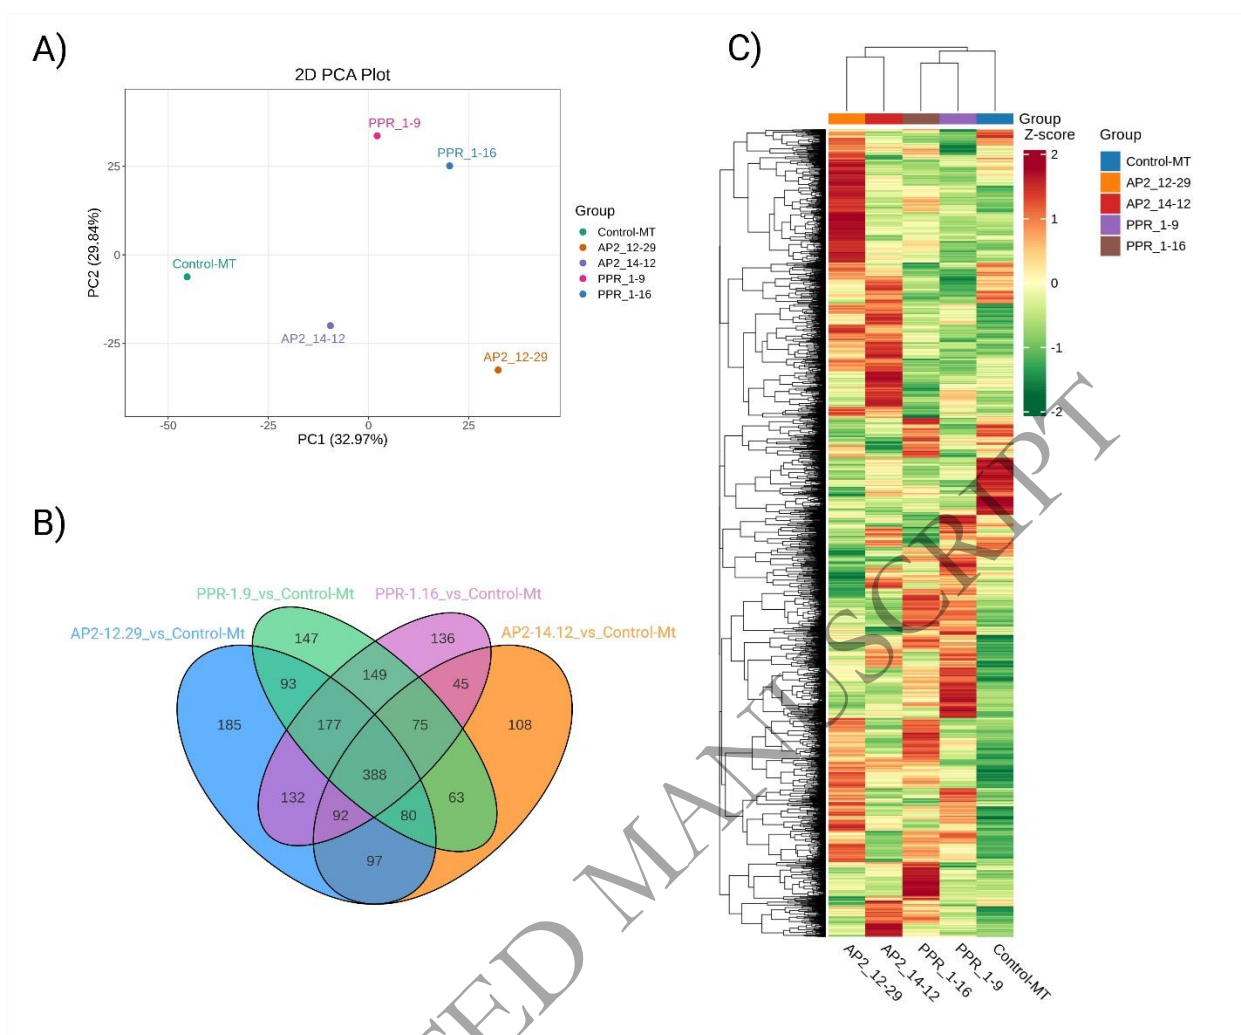 A)
2D PCA Plot
PPR_1-9
PPR_1-16
Control-MT
AP2_14-12
AP2_12-29
25
0
-25
-50
-25
0
25
PC2 (29.84%)
PC1 (32.97%)
Group
Control-MT
AP2_12-29
AP2_14-12
PPR_1-9
PPR_1-16
B)
PPR-1.9_vs_Control-Mt
PPR-1.16_vs_Control-Mt
AP2-12.29_vs_Control-Mt
AP2-14.12_vs_Control-Mt
147
136
149
93
45
185
177
75
108
388
132
63
92
80
97
C)
Group
Z-score
2
1
0
-1
-2
Group
Control-MT
AP2_12-29
AP2_14-12
PPR_1-9
PPR_1-16
AP2_12-29
AP2_14-12
PPR_1-16
PPR_1-9
Control-MT
TED MANUSCRIPT